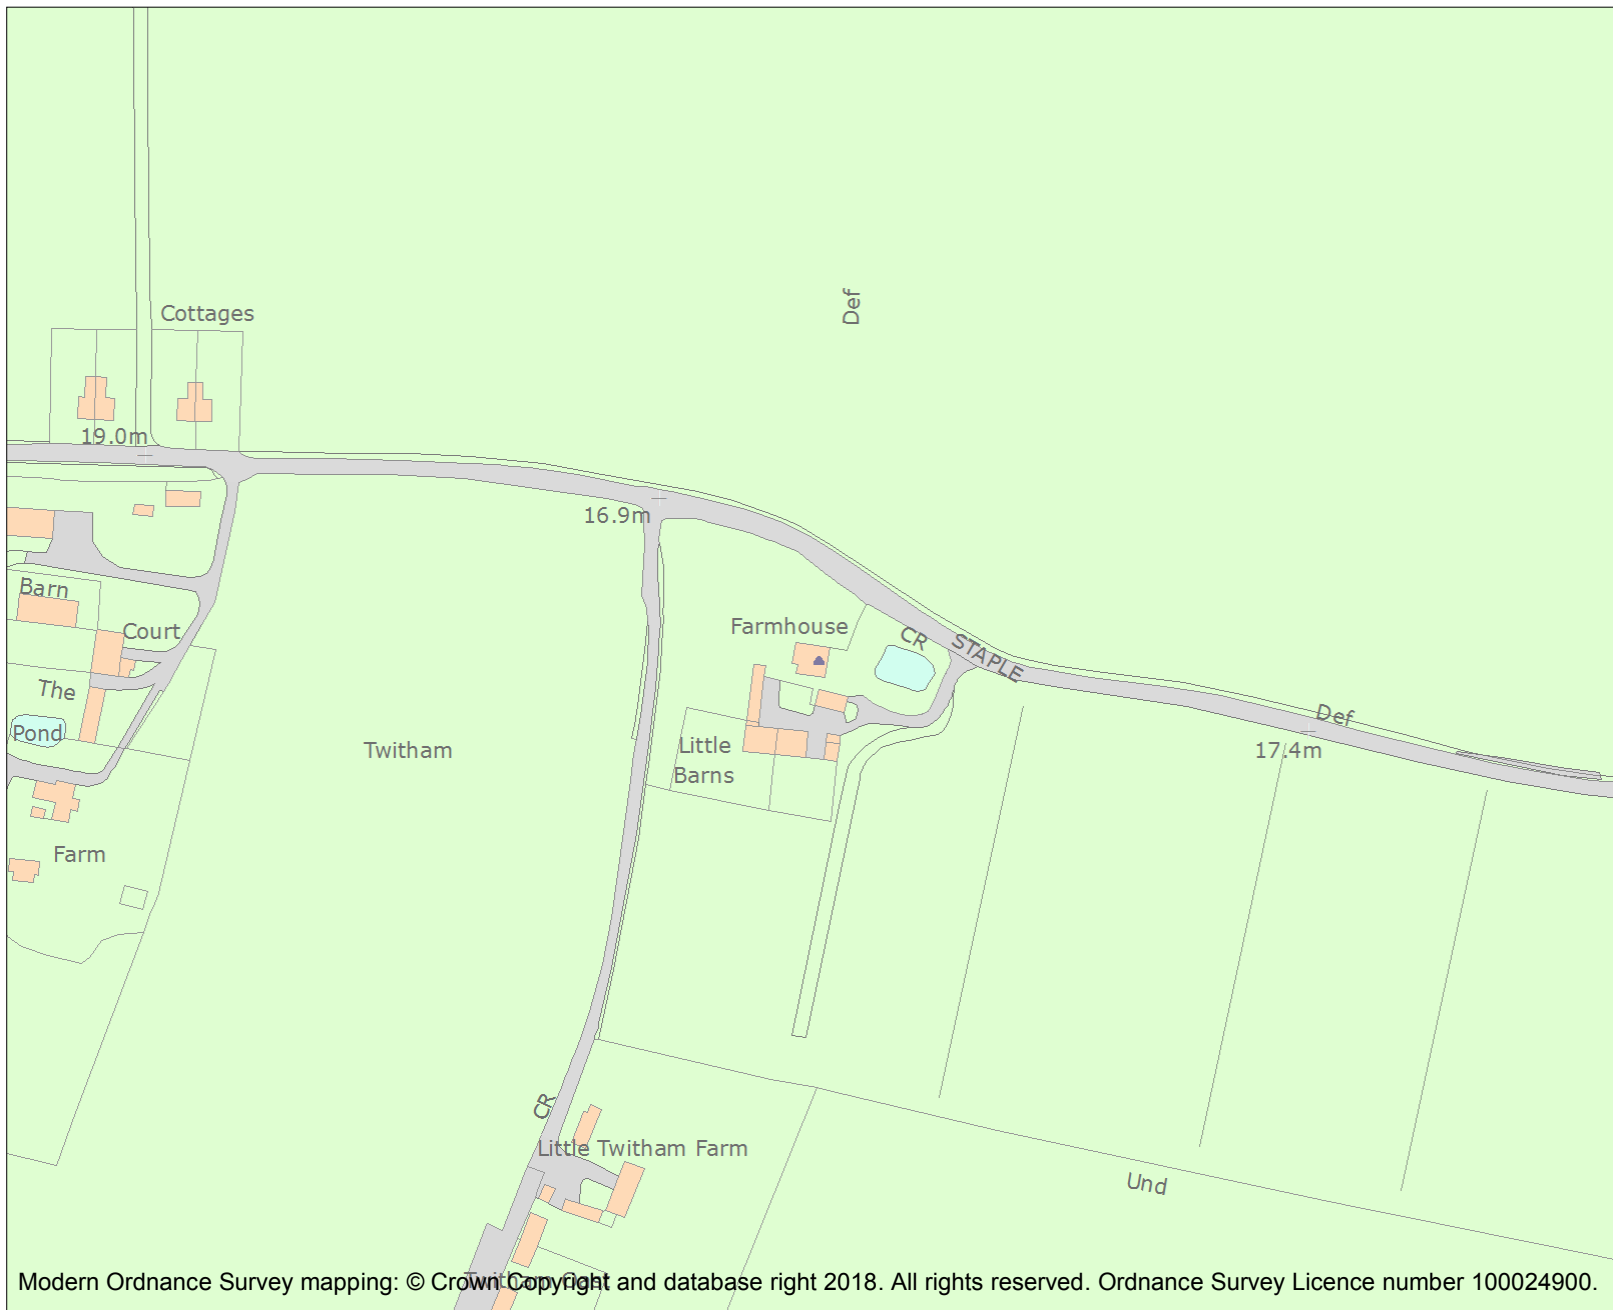 Def
Cottages
19.0m
16.9m
Barn
Farmhouse
Court
CR
STAPLE
The
Def
Pond
Twitham
Little
Barns
17.4m
Farm
CR
Little Twitham Farm
Und
Twitham Oast
Modern Ordnance Survey mapping: © Crown Copyright and database right 2018. All rights reserved. Ordnance Survey Licence number 100024900.